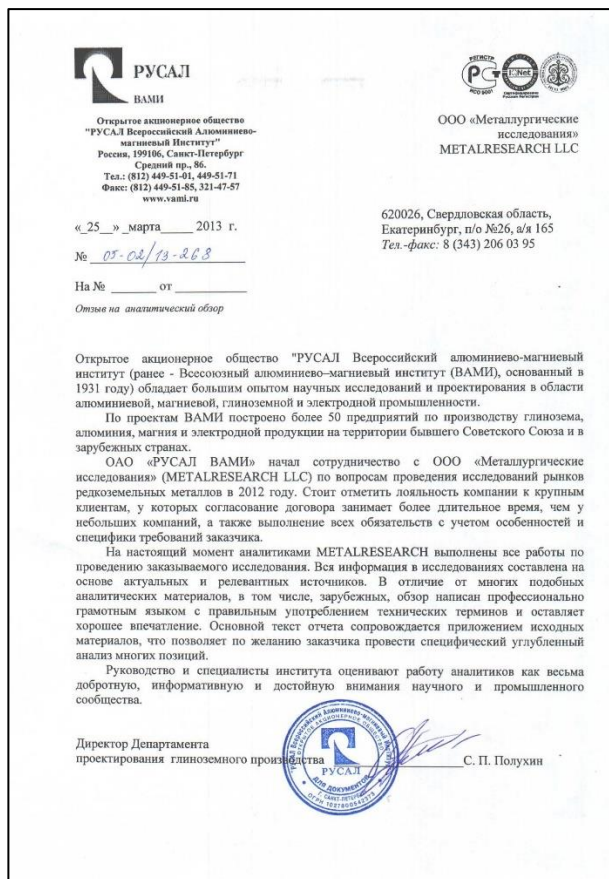 РУСАЛ
ВАМИ
Открытое акционерное общество
"РУСАЛ Всероссийский Алюминиево-
магниевый Институт"
Россия, 199106, Санкт-Петербург
Средний пр., 86.
Тел.: (812) 449-51-01, 449-51-71
Факс: (812) 449-51-85, 321-47-57
www.vami.ru
«_25__» _марта_____ 2013 г.
№ 05-02/13-268
На № _______ от ___________
Отзыв на аналитический обзор
РЕГИСТР
ИСО 9001
IQNet
ООО «Металлургические
исследования»
METALRESEARCH LLC
620026, Свердловская область,
Екатеринбург, п/о №26, а/я 165
Тел.-факс: 8 (343) 206 03 95
Открытое акционерное общество "РУСАЛ Всероссийский алюминиево-магниевый
институт (ранее - Всесоюзный алюминиево–магниевый институт (ВАМИ), основанный в
1931 году) обладает большим опытом научных исследований и проектирования в области
алюминиевой, магниевой, глиноземной и электродной промышленности.
По проектам ВАМИ построено более 50 предприятий по производству глинозема,
алюминия, магния и электродной продукции на территории бывшего Советского Союза и в
зарубежных странах.
ОАО «РУСАЛ ВАМИ» начал сотрудничество с ООО «Металлургические
исследования» (METALRESEARCH LLC) по вопросам проведения исследований рынков
редкоземельных металлов в 2012 году. Стоит отметить лояльность компании к крупным
клиентам, у которых согласование договора занимает более длительное время, чем у
небольших компаний, а также выполнение всех обязательств с учетом особенностей и
специфики требований заказчика.
На настоящий момент аналитиками METALRESEARCH выполнены все работы по
проведению заказываемого исследования. Вся информация в исследованиях составлена на
основе актуальных и релевантных источников. В отличие от многих подобных
аналитических материалов, в том числе, зарубежных, обзор написан профессионально
грамотным языком с правильным употреблением технических терминов и оставляет
хорошее впечатление. Основной текст отчета сопровождается приложением исходных
материалов, что позволяет по желанию заказчика провести специфический углубленный
анализ многих позиций.
Руководство и специалисты института оценивают работу аналитиков как весьма
добротную, информативную и достойную внимания научного и промышленного
сообщества.
Директор Департамента
проектирования глиноземного производства ____________С. П. Полухин
РУСАЛ
ДЛЯ ДОКУМЕНТОВ